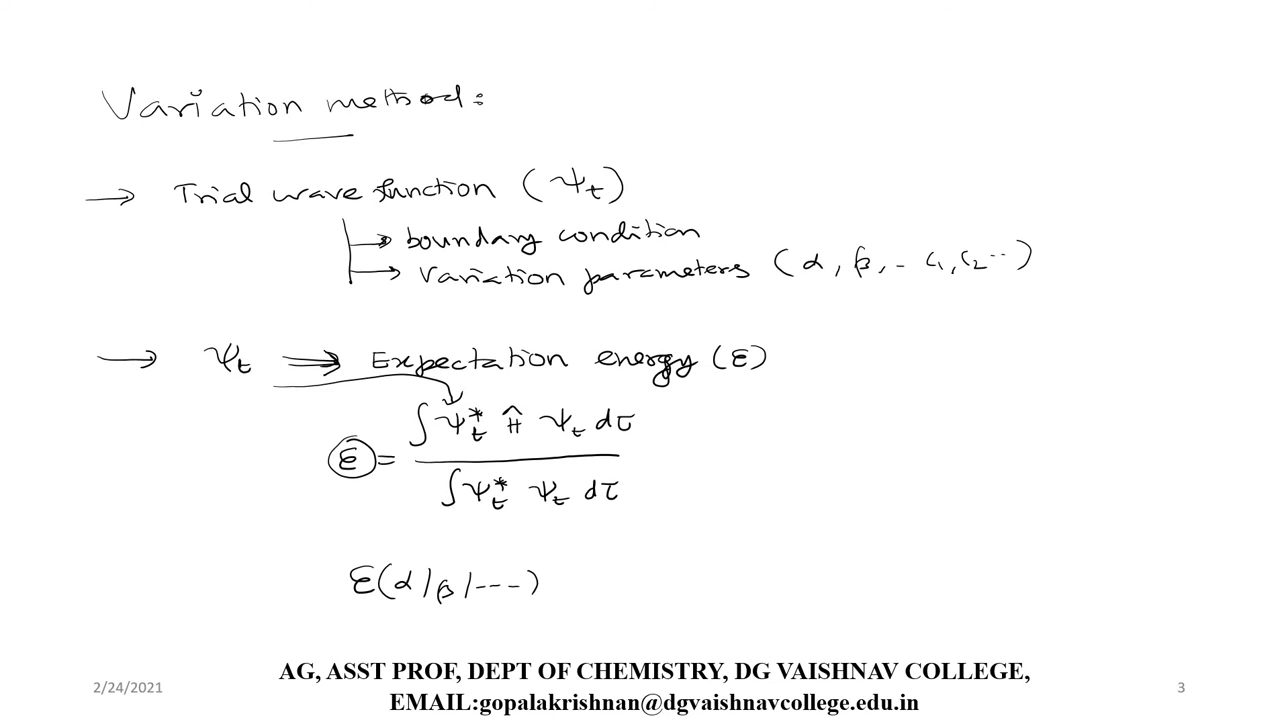 Variation method:
→ Trial wave function (Ψt)
→ boundary condition
→ Variation parameters (α, β, - c1, c2 ..)
→ Ψt ⇒ Expectation energy (ε)
ε = ∫Ψt* Ĥ Ψt dτ
∫Ψt* Ψt dτ
ε(α/β/----)
AG, ASST PROF, DEPT OF CHEMISTRY, DG VAISHNAV COLLEGE,
2/24/2021
EMAIL:gopalakrishnan@dgvaishnavcollege.edu.in
3